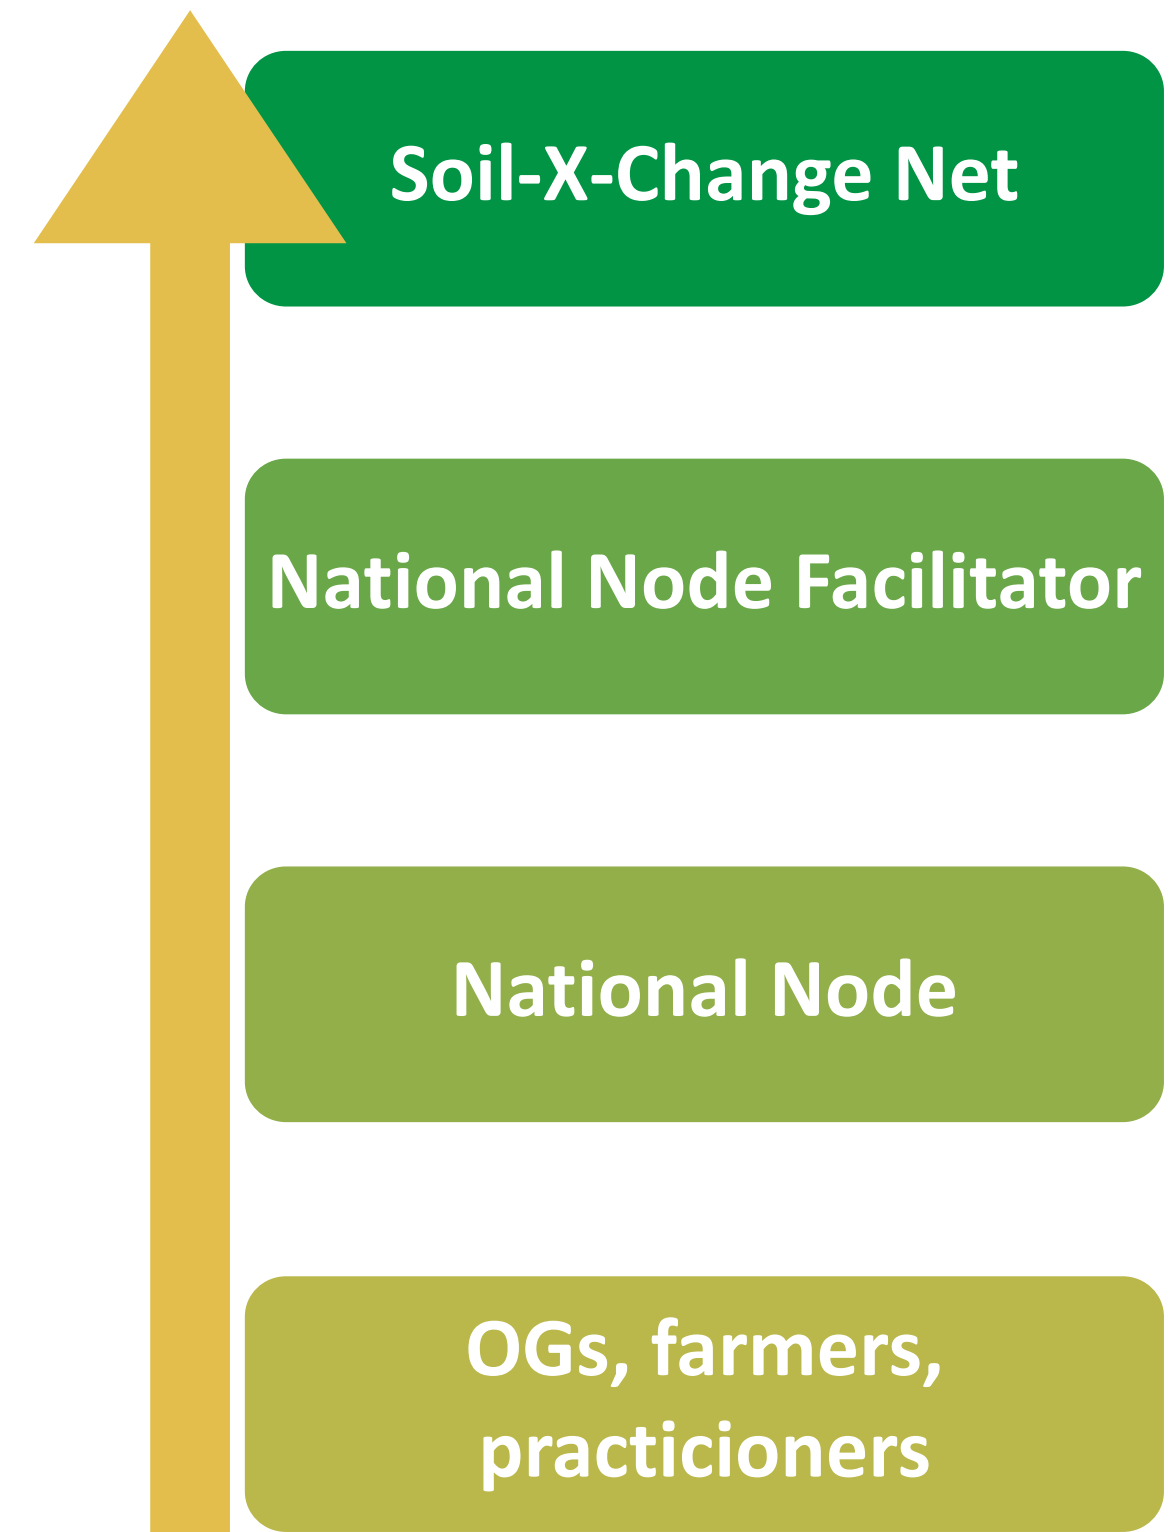 Soil-X-Change Net
National Node Facilitator
National Node
OGs, farmers,
practicioners